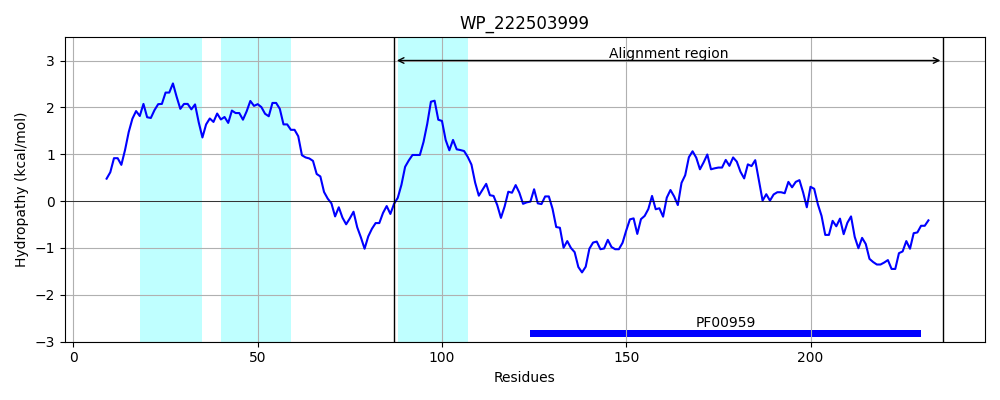 WP_222503999
Alignment region
3
2
1
0
−1
−2
−3
Hydropathy (kcal/mol)
PF00959
0
50
100
150
200
Residues